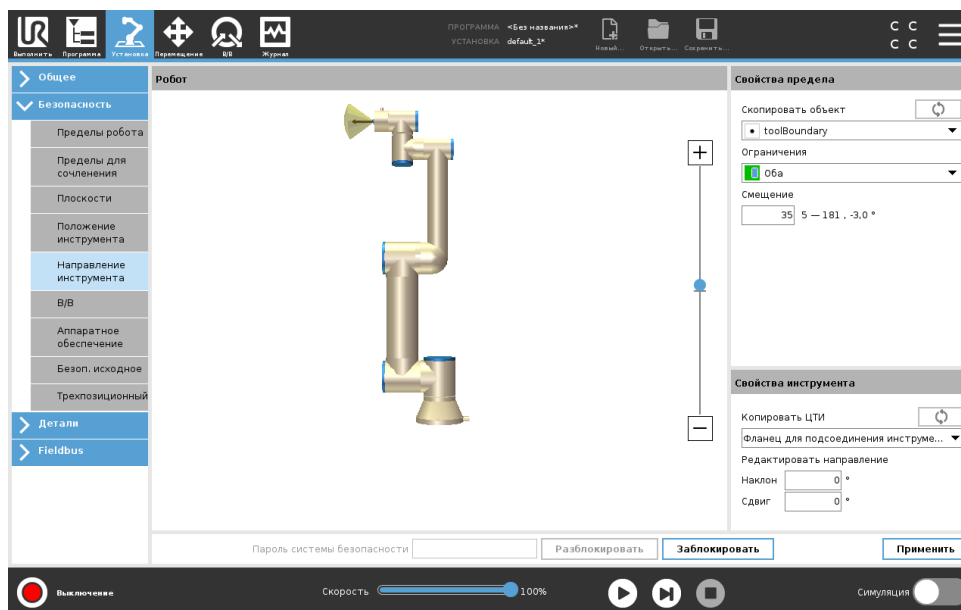 ПРОГРАММА <Без названия>*
УСТАНОВКА default_1*
Выполнить Программа Установка Перемещение В/В Журнал
Новый... Открыть... Сохранить...
C C
C C
Общее
Безопасность
Пределы робота
Пределы для
сочленения
Плоскости
Положение
инструмента
Направление
инструмента
В/В
Аппаратное
обеспечение
Безоп. исходное
Трехпозиционный
Детали
Fieldbus
Робот
Свойства предела
Скопировать объект
toolBoundary
Ограничения
Оба
Смещение
35 5 — 181 , -3,0 °
Свойства инструмента
Копировать ЦТИ
Фланец для подсоединения инструме...
Редактировать направление
Наклон 0 °
Сдвиг 0 °
Пароль системы безопасности Разблокировать Заблокировать Применить
Выключение Скорость 100% Симуляция